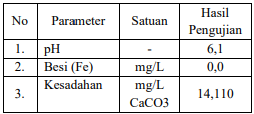 No Parameter Satuan Hasil Pengujian
1. pH - 6,1
2. Besi (Fe) mg/L 0,0
3. Kesadahan mg/L CaCO3 14,110